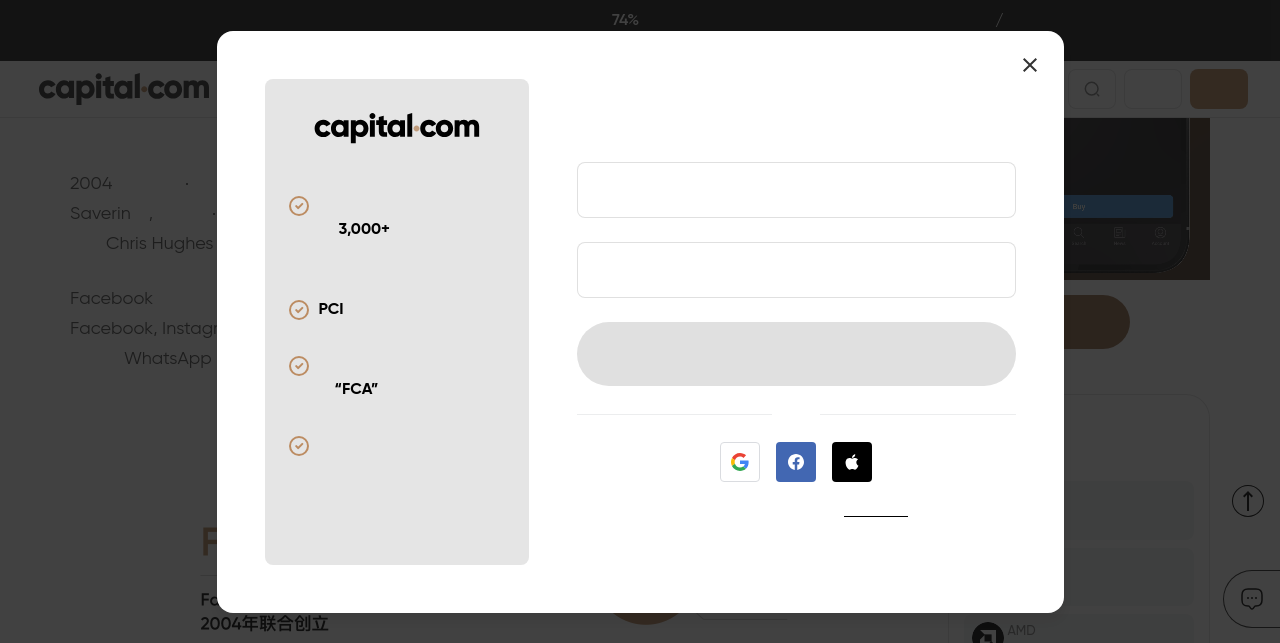 74%
/
capital.com
capital.com
3,000+
PCI
“FCA”
2004 ·
Saverin , ·
Chris Hughes
Facebook
Facebook, Instagr
WhatsApp
Buy
F
Fa
2004年联合创立
AMD